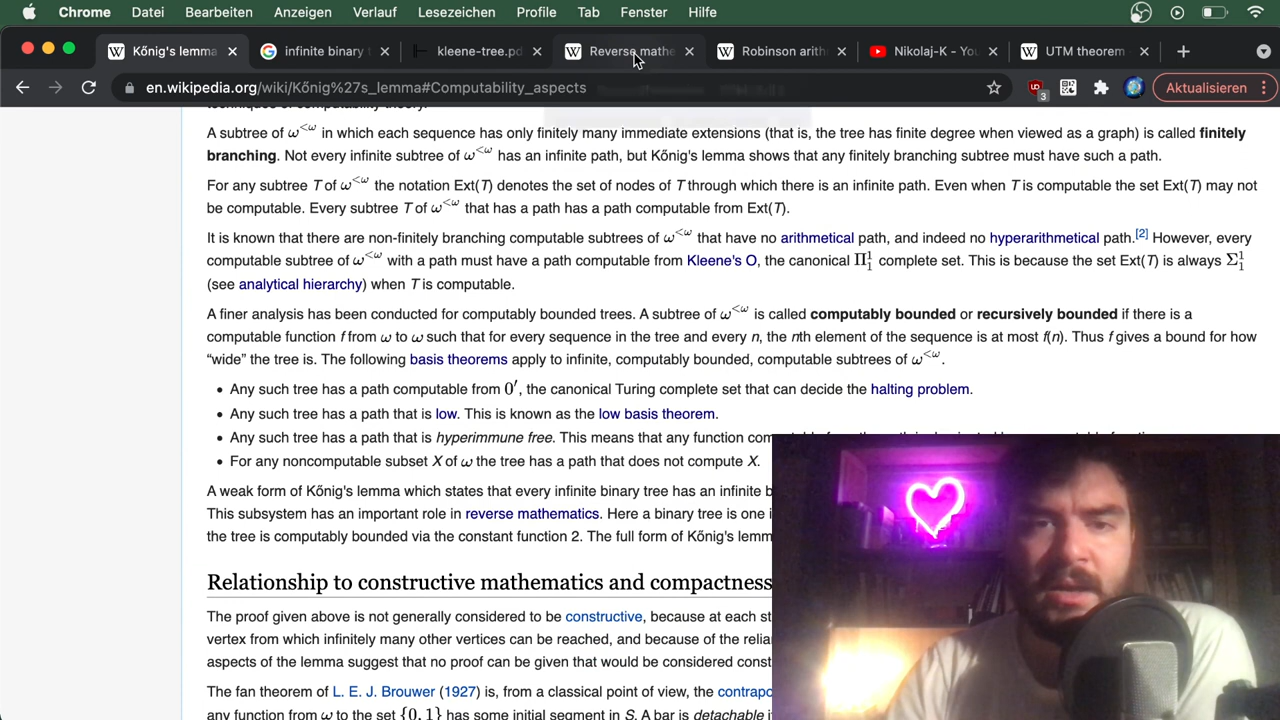 Chrome Datei Bearbeiten Anzeigen Verlauf Lesezeichen Profile Tab Fenster Hilfe
Kőnig's lemma infinite binary kleene-tree.pd Reverse mathe Robinson arith Nikolaj-K - You UTM theorem -
en.wikipedia.org/wiki/Kőnig%27s_lemma#Computability_aspects 3 Aktualisieren
techniques of computability theory.
A subtree of ω<ω in which each sequence has only finitely many immediate extensions (that is, the tree has finite degree when viewed as a graph) is called finitely
branching. Not every infinite subtree of ω<ω has an infinite path, but Kőnig's lemma shows that any finitely branching subtree must have such a path.
For any subtree T of ω<ω the notation Ext(T) denotes the set of nodes of T through which there is an infinite path. Even when T is computable the set Ext(T) may not
be computable. Every subtree T of ω<ω that has a path has a path computable from Ext(T).
It is known that there are non-finitely branching computable subtrees of ω<ω that have no arithmetical path, and indeed no hyperarithmetical path.[2] However, every
computable subtree of ω<ω with a path must have a path computable from Kleene's O, the canonical Π11 complete set. This is because the set Ext(T) is always Σ11
(see analytical hierarchy) when T is computable.
A finer analysis has been conducted for computably bounded trees. A subtree of ω<ω is called computably bounded or recursively bounded if there is a
computable function f from ω to ω such that for every sequence in the tree and every n, the nth element of the sequence is at most f(n). Thus f gives a bound for how
“wide” the tree is. The following basis theorems apply to infinite, computably bounded, computable subtrees of ω<ω.
• Any such tree has a path computable from 0′, the canonical Turing complete set that can decide the halting problem.
• Any such tree has a path that is low. This is known as the low basis theorem.
• Any such tree has a path that is hyperimmune free. This means that any function
• For any noncomputable subset X of ω the tree has a path that does not compute X.
A weak form of Kőnig's lemma which states that every infinite binary tree has an infinite b
This subsystem has an important role in reverse mathematics. Here a binary tree is one i
the tree is computably bounded via the constant function 2. The full form of Kőnig's lemm
Relationship to constructive mathematics and compactness
The proof given above is not generally considered to be constructive, because at each st
vertex from which infinitely many other vertices can be reached, and because of the relia
aspects of the lemma suggest that no proof can be given that would be considered const
The fan theorem of L. E. J. Brouwer (1927) is, from a classical point of view, the contrapo
any function from ω to the set {0, 1} has some initial segment in S. A bar is detachable i